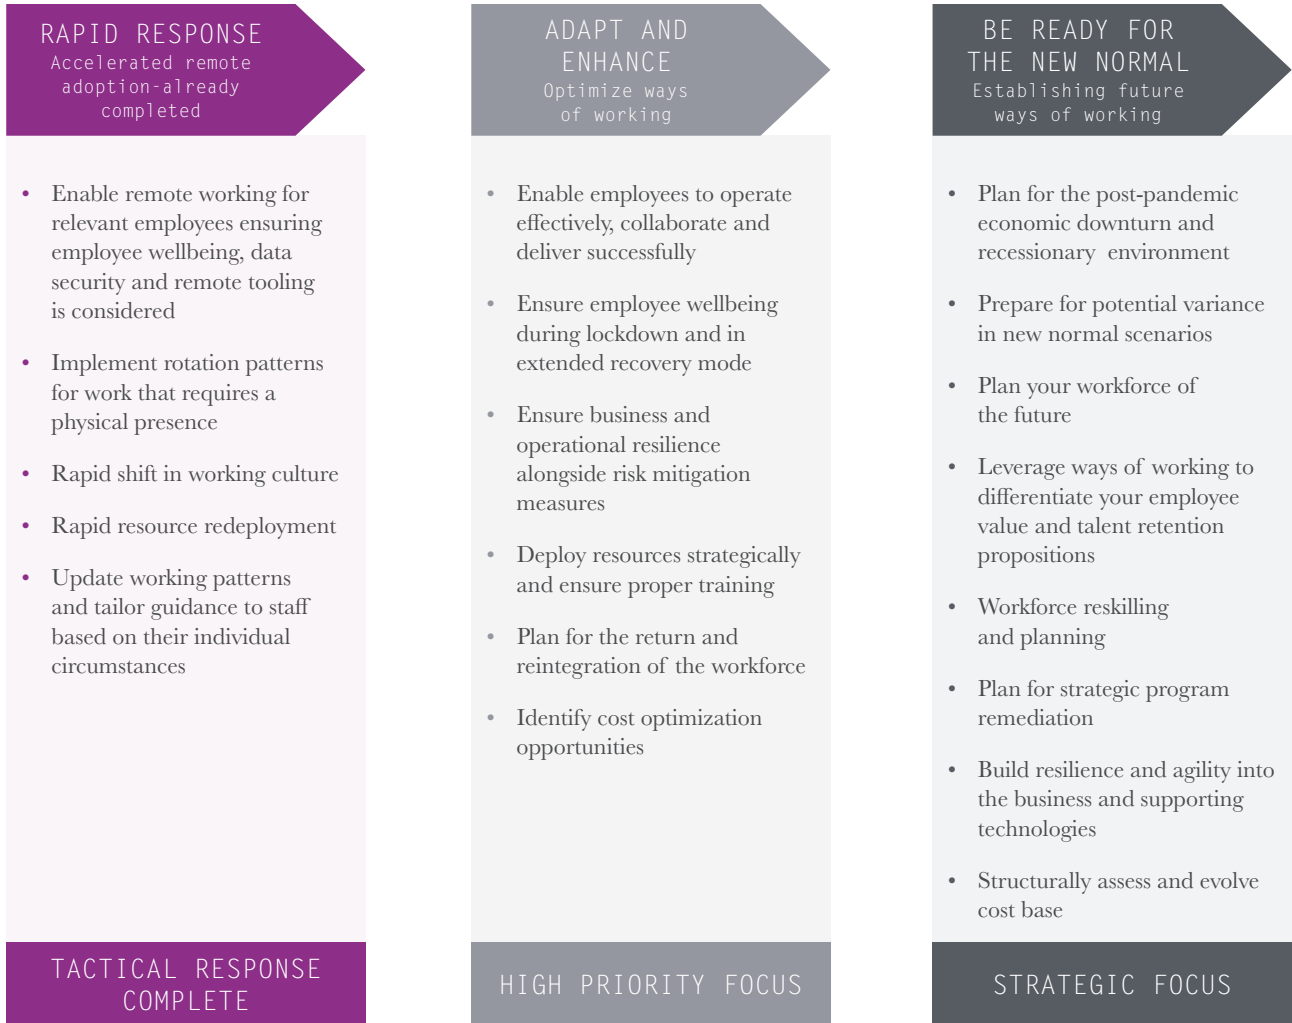 RAPID RESPONSE
Accelerated remote
adoption-already
completed
• Enable remote working for
relevant employees ensuring
employee wellbeing, data
security and remote tooling
is considered
• Implement rotation patterns
for work that requires a
physical presence
• Rapid shift in working culture
• Rapid resource redeployment
• Update working patterns
and tailor guidance to staff
based on their individual
circumstances
TACTICAL RESPONSE
COMPLETE
ADAPT AND
ENHANCE
Optimize ways
of working
• Enable employees to operate
effectively, collaborate and
deliver successfully
• Ensure employee wellbeing
during lockdown and in
extended recovery mode
• Ensure business and
operational resilience
alongside risk mitigation
measures
• Deploy resources strategically
and ensure proper training
• Plan for the return and
reintegration of the workforce
• Identify cost optimization
opportunities
HIGH PRIORITY FOCUS
BE READY FOR
THE NEW NORMAL
Establishing future
ways of working
• Plan for the post-pandemic
economic downturn and
recessionary environment
• Prepare for potential variance
in new normal scenarios
• Plan your workforce of
the future
• Leverage ways of working to
differentiate your employee
value and talent retention
propositions
• Workforce reskilling
and planning
• Plan for strategic program
remediation
• Build resilience and agility into
the business and supporting
technologies
• Structurally assess and evolve
cost base
STRATEGIC FOCUS